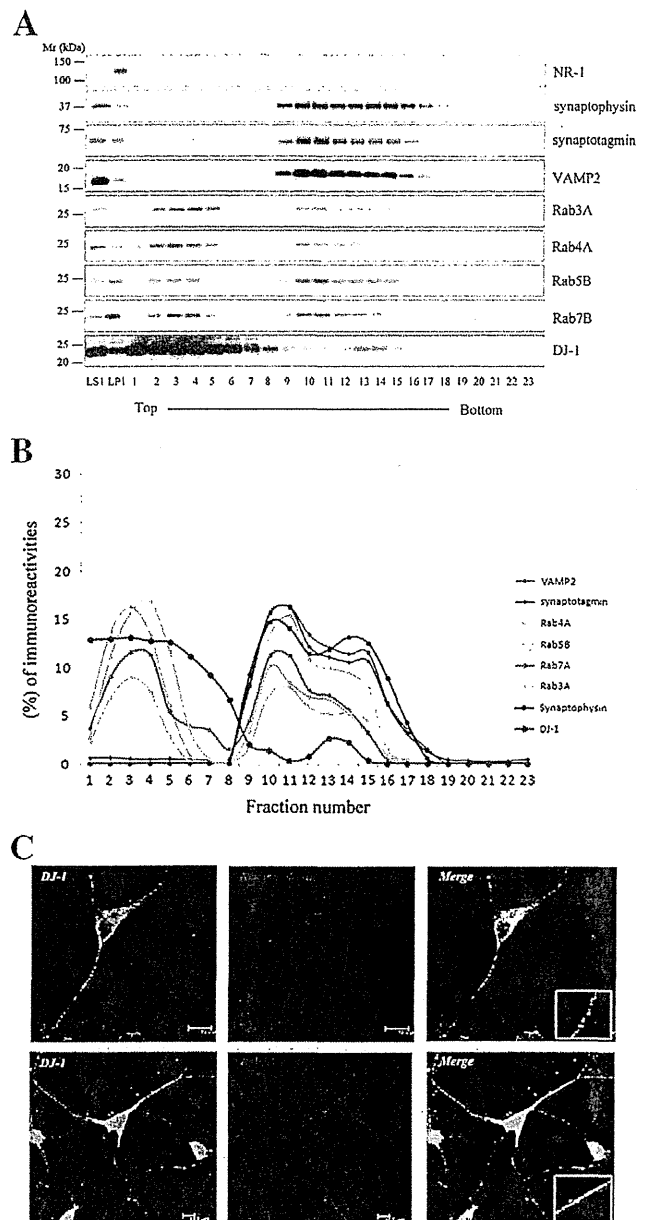 A
Mr (kDa)
150
100
NR-1
37
synaptophysin
75
synaptotagmin
20
15
VAMP2
25
Rab3A
25
Rab4A
25
Rab5B
25
Rab7B
25
20
DJ-1
LS1 LP1 1 2 3 4 5 6 7 8 9 10 11 12 13 14 15 16 17 18 19 20 21 22 23
Top Bottom
B
(%) of immunoreactivities
30
25
20
15
10
5
0
1 2 3 4 5 6 7 8 9 10 11 12 13 14 15 16 17 18 19 20 21 22 23
Fraction number
VAMP2
synaptotagmin
Rab4A
Rab5B
Rab7A
Rab3A
Synaptophysin
DJ-1
C
DJ-1
Merge
DJ-1
Merge